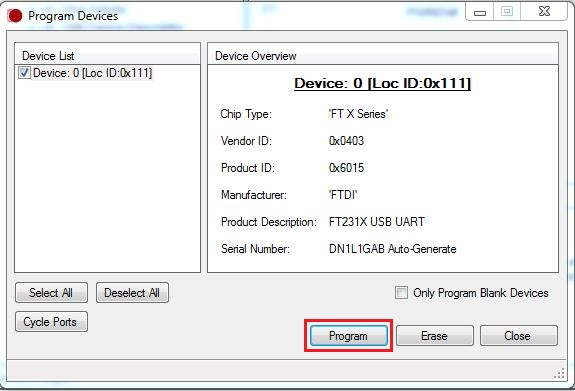 Program Devices
Device List
Device: 0 [Loc ID:0x111]
Device Overview
Device: 0 [Loc ID:0x111]
Chip Type: 'FT X Series'
Vendor ID: 0x0403
Product ID: 0x6015
Manufacturer: 'FTDI'
Product Description: FT231X USB UART
Serial Number: DN1L1GAB Auto-Generate
Select All Deselect All Only Program Blank Devices
Cycle Ports
Program Erase Close